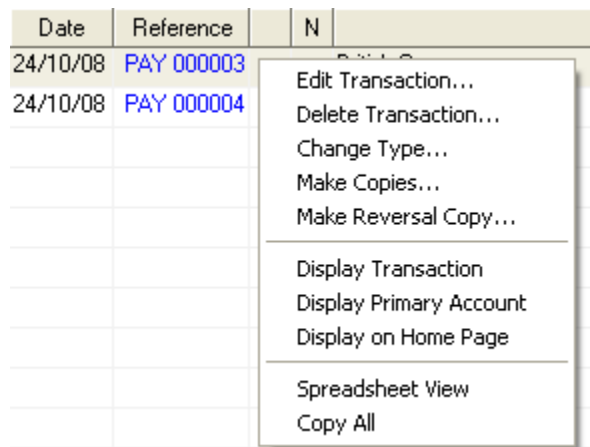 Date Reference N
24/10/08 PAY 000003
24/10/08 PAY 000004
Edit Transaction...
Delete Transaction...
Change Type...
Make Copies...
Make Reversal Copy...
Display Transaction
Display Primary Account
Display on Home Page
Spreadsheet View
Copy All